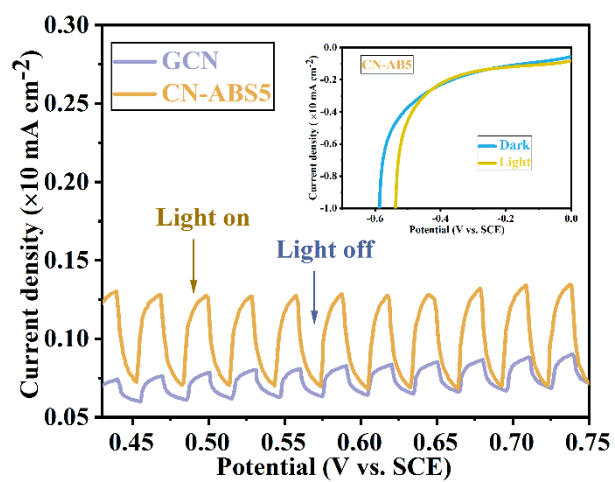 GCN
CN-ABS5
CN-AB5
Dark
Light
Current density (×10 mA cm⁻²)
0.0
-0.2
-0.4
-0.6
-0.8
-1.0
-0.6
-0.4
-0.2
0.0
Potential (V vs. SCE)
Light on
Light off
Current density (×10 mA cm⁻²)
0.30
0.25
0.20
0.15
0.10
0.05
0.45
0.50
0.55
0.60
0.65
0.70
0.75
Potential (V vs. SCE)